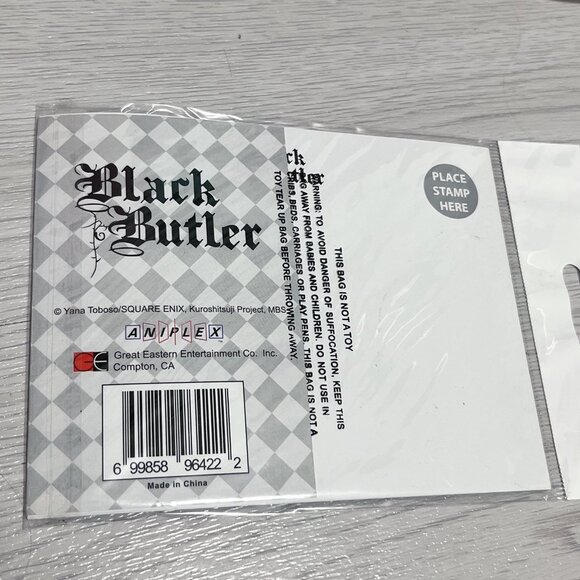 Black
Butler
© Yana Toboso/SQUARE ENIX, Kuroshitsuji Project, MBS
ANIPLEX
Great Eastern Entertainment Co. Inc.
Compton, CA
6 99858 96422 2
Made in China
ck
tler
THIS BAG IS NOT A TOY
WARNING: TO AVOID DANGER OF SUFFOCATION, KEEP THIS
BAG AWAY FROM BABIES AND CHILDREN. DO NOT USE IN
CRIBS, BEDS, CARRIAGES OR PLAY PENS. THIS BAG IS NOT A
TOY TEAR UP BAG BEFORE THROWING AWAY.
PLACE
STAMP
HERE